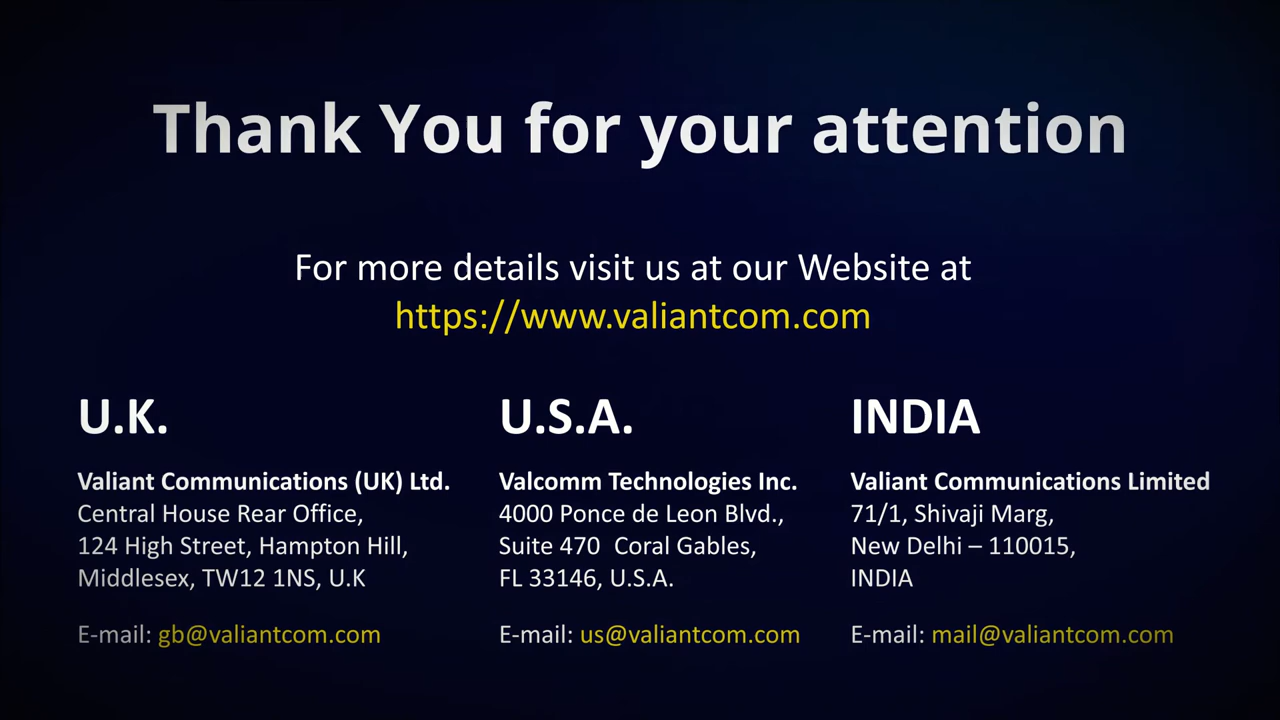 Thank You for your attention
For more details visit us at our Website at
https://www.valiantcom.com
U.K.
Valiant Communications (UK) Ltd.
Central House Rear Office,
124 High Street, Hampton Hill,
Middlesex, TW12 1NS, U.K
E-mail: gb@valiantcom.com
U.S.A.
Valcomm Technologies Inc.
4000 Ponce de Leon Blvd.,
Suite 470 Coral Gables,
FL 33146, U.S.A.
E-mail: us@valiantcom.com
INDIA
Valiant Communications Limited
71/1, Shivaji Marg,
New Delhi – 110015,
INDIA
E-mail: mail@valiantcom.com